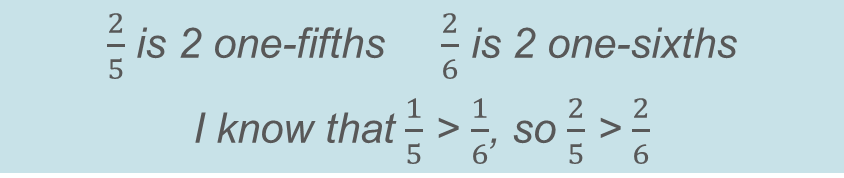 2/5 is 2 one-fifths 2/6 is 2 one-sixths
I know that 1/5 > 1/6, so 2/5 > 2/6